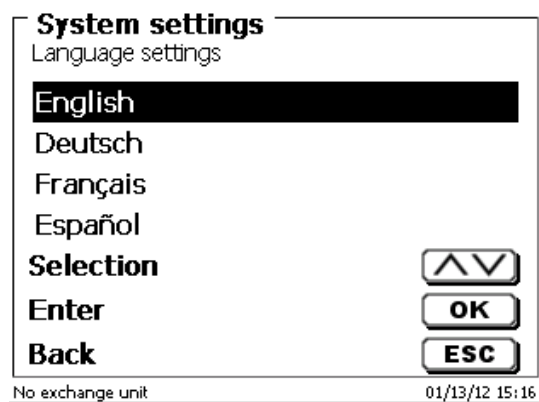 System settings
Language settings
English
Deutsch
Français
Español
Selection
Enter OK
Back ESC
No exchange unit 01/13/12 15:16